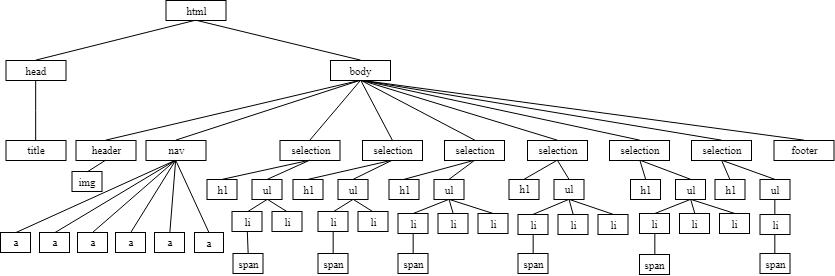 html
head body
title header nav selection selection selection selection selection selection footer
img
h1 ul h1 ul h1 ul h1 ul h1 ul h1 ul
li li li li li li li li li li li li li li
a a a a a a
span span span span span span